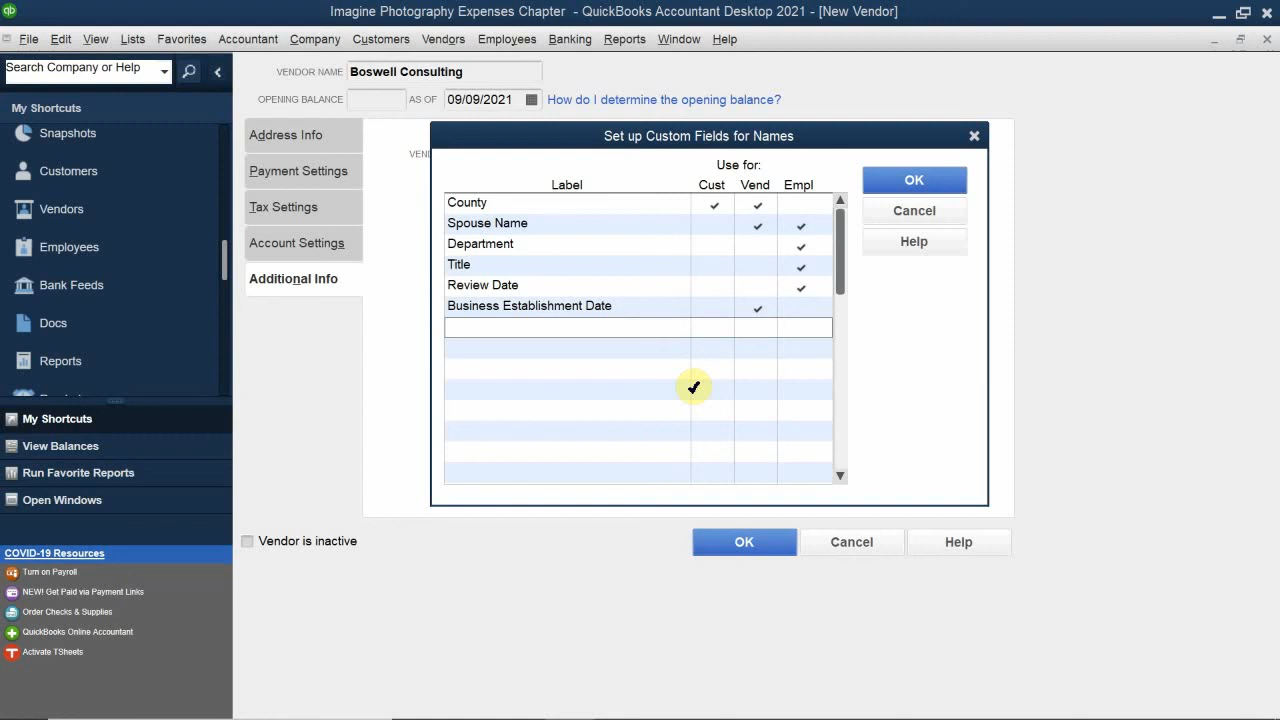 Imagine Photography Expenses Chapter - QuickBooks Accountant Desktop 2021 - [New Vendor]
File Edit View Lists Favorites Accountant Company Customers Vendors Employees Banking Reports Window Help
Search Company or Help
My Shortcuts
Snapshots
Customers
Vendors
Employees
Bank Feeds
Docs
Reports
My Shortcuts
View Balances
Run Favorite Reports
Open Windows
COVID-19 Resources
Turn on Payroll
NEW! Get Paid via Payment Links
Order Checks & Supplies
QuickBooks Online Accountant
Activate TSheets
VENDOR NAME Boswell Consulting
OPENING BALANCE AS OF 09/09/2021 How do I determine the opening balance?
Address Info
Payment Settings
Tax Settings
Account Settings
Additional Info
VEND
Set up Custom Fields for Names
Use for:
Label Cust Vend Empl
County
Spouse Name
Department
Title
Review Date
Business Establishment Date
OK
Cancel
Help
Vendor is inactive
OK Cancel Help